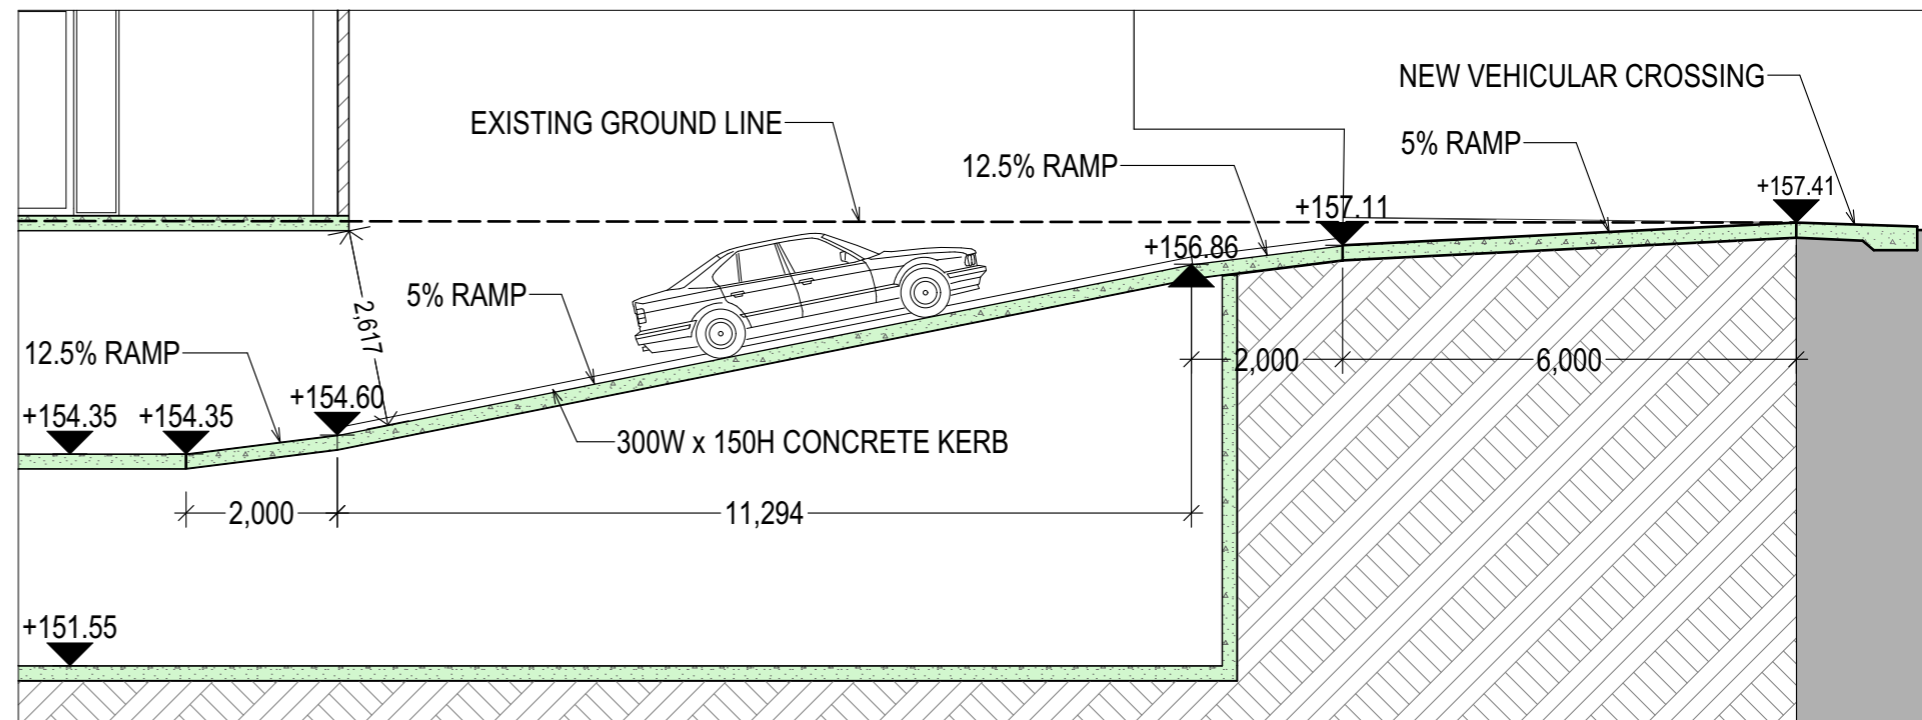 NEW VEHICULAR CROSSING
EXISTING GROUND LINE
5% RAMP
12.5% RAMP
+157.41
+157.11
+156.86
5% RAMP
2,617
12.5% RAMP
2,000
6,000
+154.60
+154.35
+154.35
300W x 150H CONCRETE KERB
2,000
11,294
+151.55